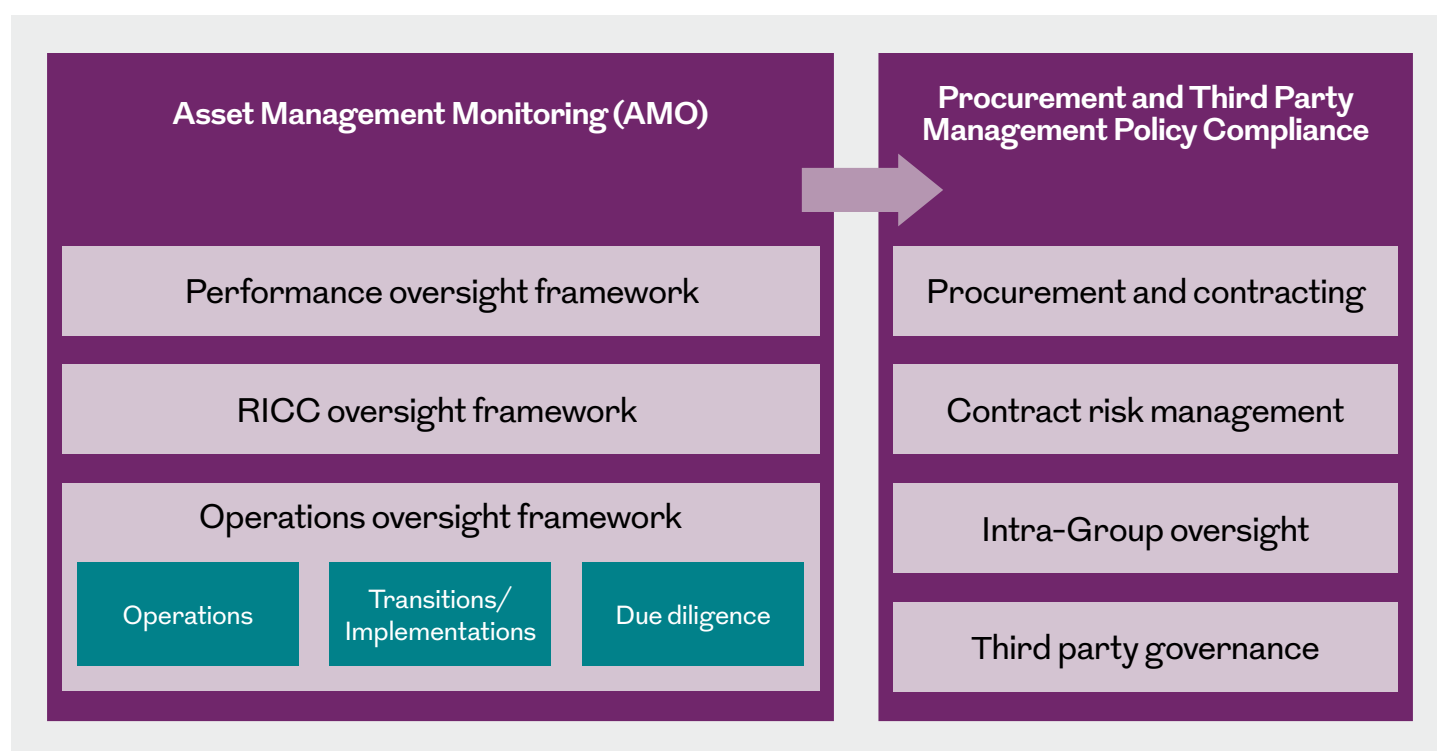 Asset Management Monitoring (AMO)
Performance oversight framework
RICC oversight framework
Operations oversight framework
Operations
Transitions/
Implementations
Due diligence
Procurement and Third Party
Management Policy Compliance
Procurement and contracting
Contract risk management
Intra-Group oversight
Third party governance